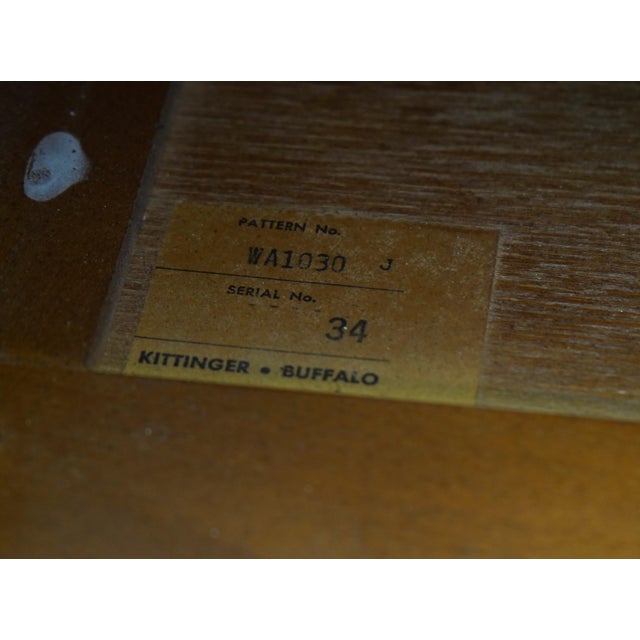 PATTERN No.
WA1030 J
SERIAL No.
34
KITTINGER • BUFFALO